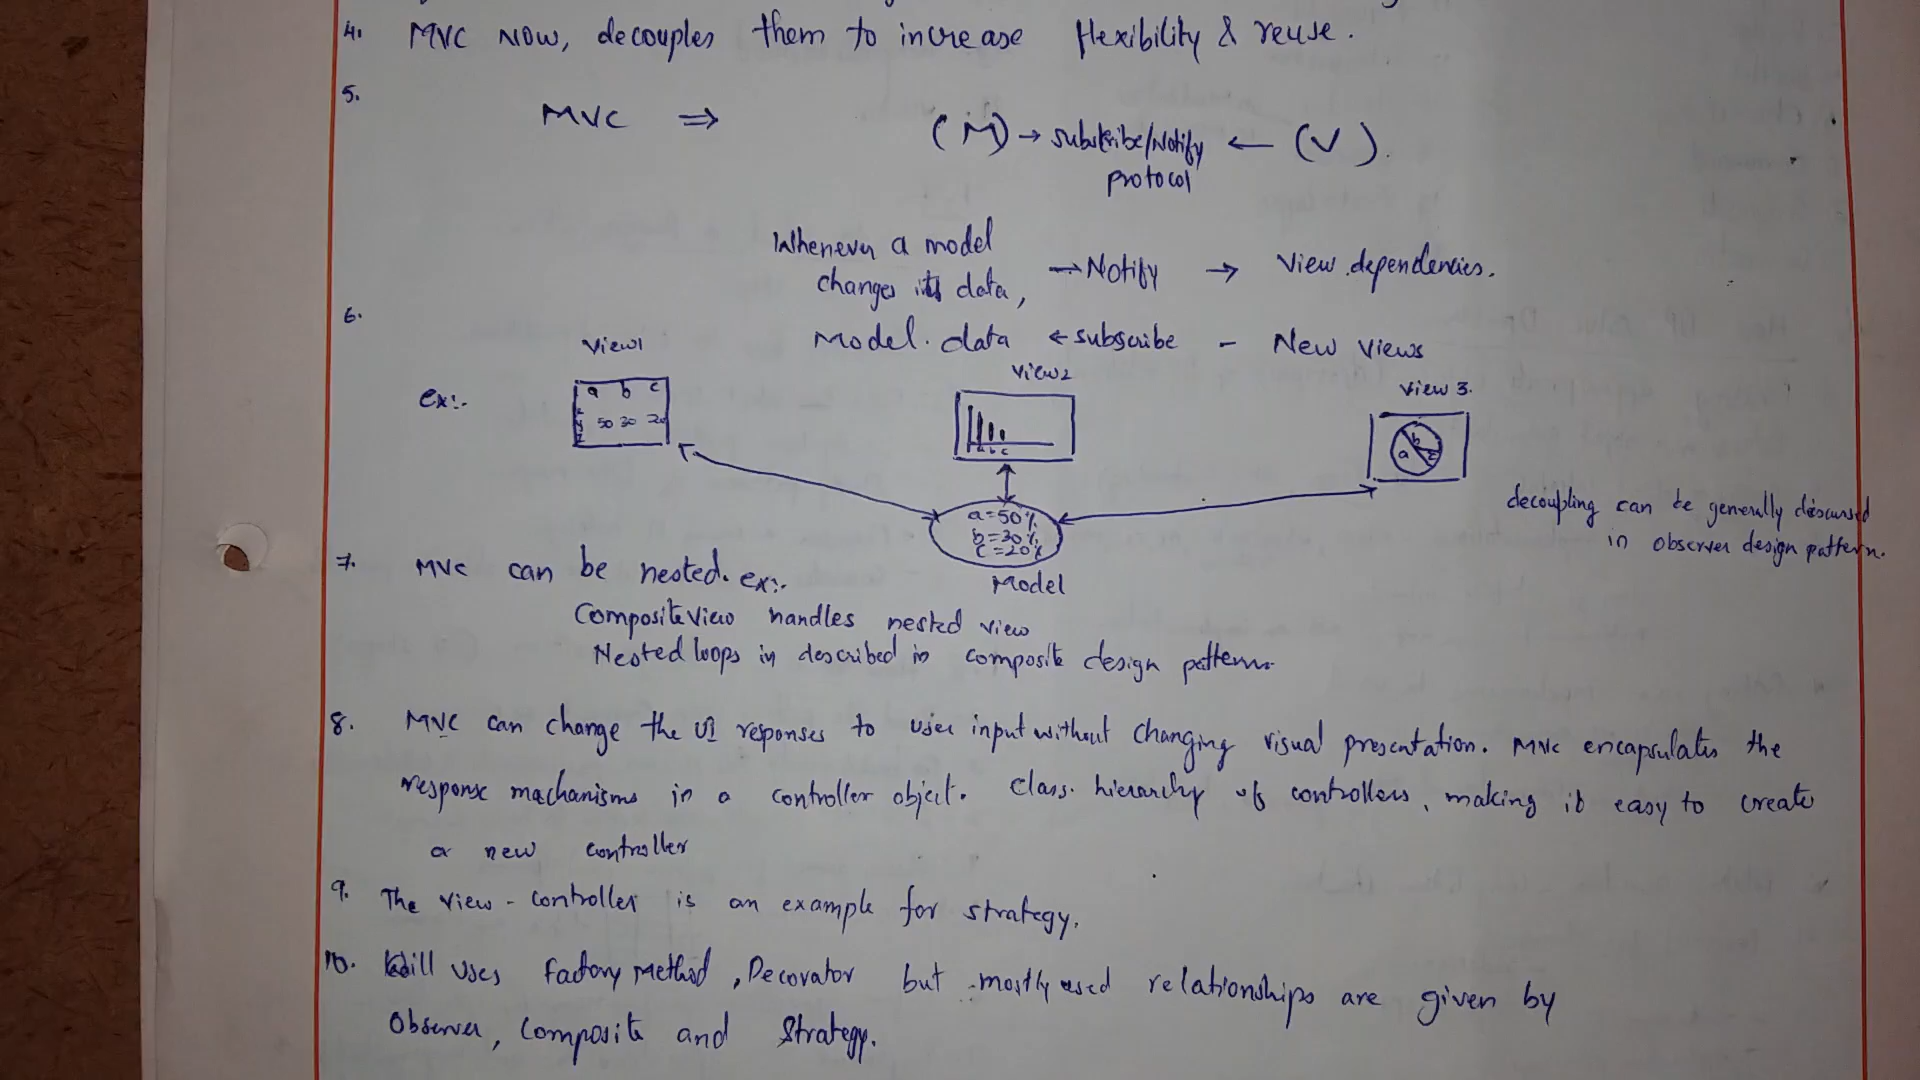 4. MVC NOW, decouples them to increase flexibility & reuse.
5.
MVC ⇒ (M) → subscribe/Notify ← (V).
protocol
Whenever a model
changes its data, → Notify → View dependencies.
6.
Model data ← subscribe - New Views
ex:-
View1
a b c
50 30 20
View2
a b c
View 3.
a b c
a=50%
b=30%
c=20%
Model
decoupling can be generally discussed
in observer design pattern.
7. MVC can be nested. ex:-
CompositeView handles nested view
Nested loops is described in composite design pattern
8. MVC can change the UI responses to user input without changing visual presentation. MVC encapsulates the
response mechanisms in a controller object. Class hierarchy of controllers, making it easy to create
a new controller
9. The view - controller is an example for strategy.
10. uses Factory Method, Decorator but mostly used relationships are given by
Observer, Composite and Strategy.